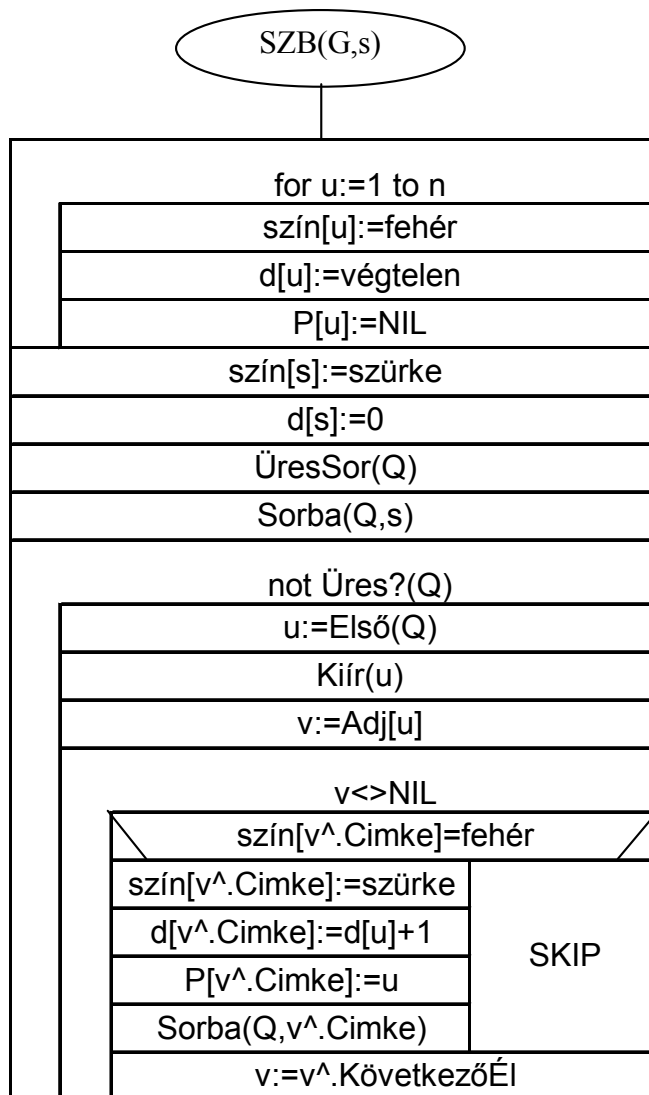 SZB(G,s)
for u:=1 to n
szín[u]:=fehér
d[u]:=végtelen
P[u]:=NIL
szín[s]:=szürke
d[s]:=0
ÜresSor(Q)
Sorba(Q,s)
not Üres?(Q)
u:=Első(Q)
Kiír(u)
v:=Adj[u]
v<>NIL
szín[v^.Cimke]=fehér
szín[v^.Cimke]:=szürke
d[v^.Cimke]:=d[u]+1
P[v^.Cimke]:=u
Sorba(Q,v^.Cimke)
SKIP
v:=v^.KövetkezőÉl